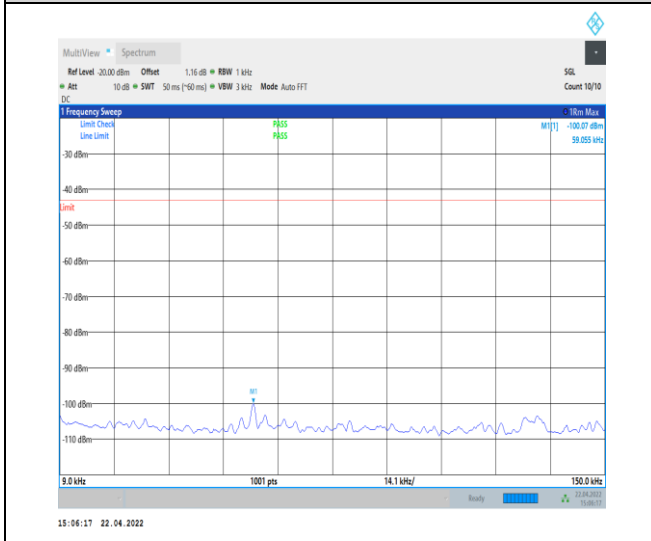 MultiView Spectrum
Ref Level -20.00 dBm Offset 1.16 dB RBW 1 kHz SGL
Att 10 dB SWT 50 ms (~60 ms) VBW 3 kHz Mode Auto FFT Count 10/10
DC
1 Frequency Sweep 1Rm Max
Limit Check PASS M1[1] -100.07 dBm
Line Limit PASS 59.055 kHz
-30 dBm
-40 dBm
Limit
-50 dBm
-60 dBm
-70 dBm
-80 dBm
-90 dBm
M1
-100 dBm
-110 dBm
9.0 kHz 1001 pts 14.1 kHz/ 150.0 kHz
Ready 22.04.2022
15:06:17
15:06:17 22.04.2022